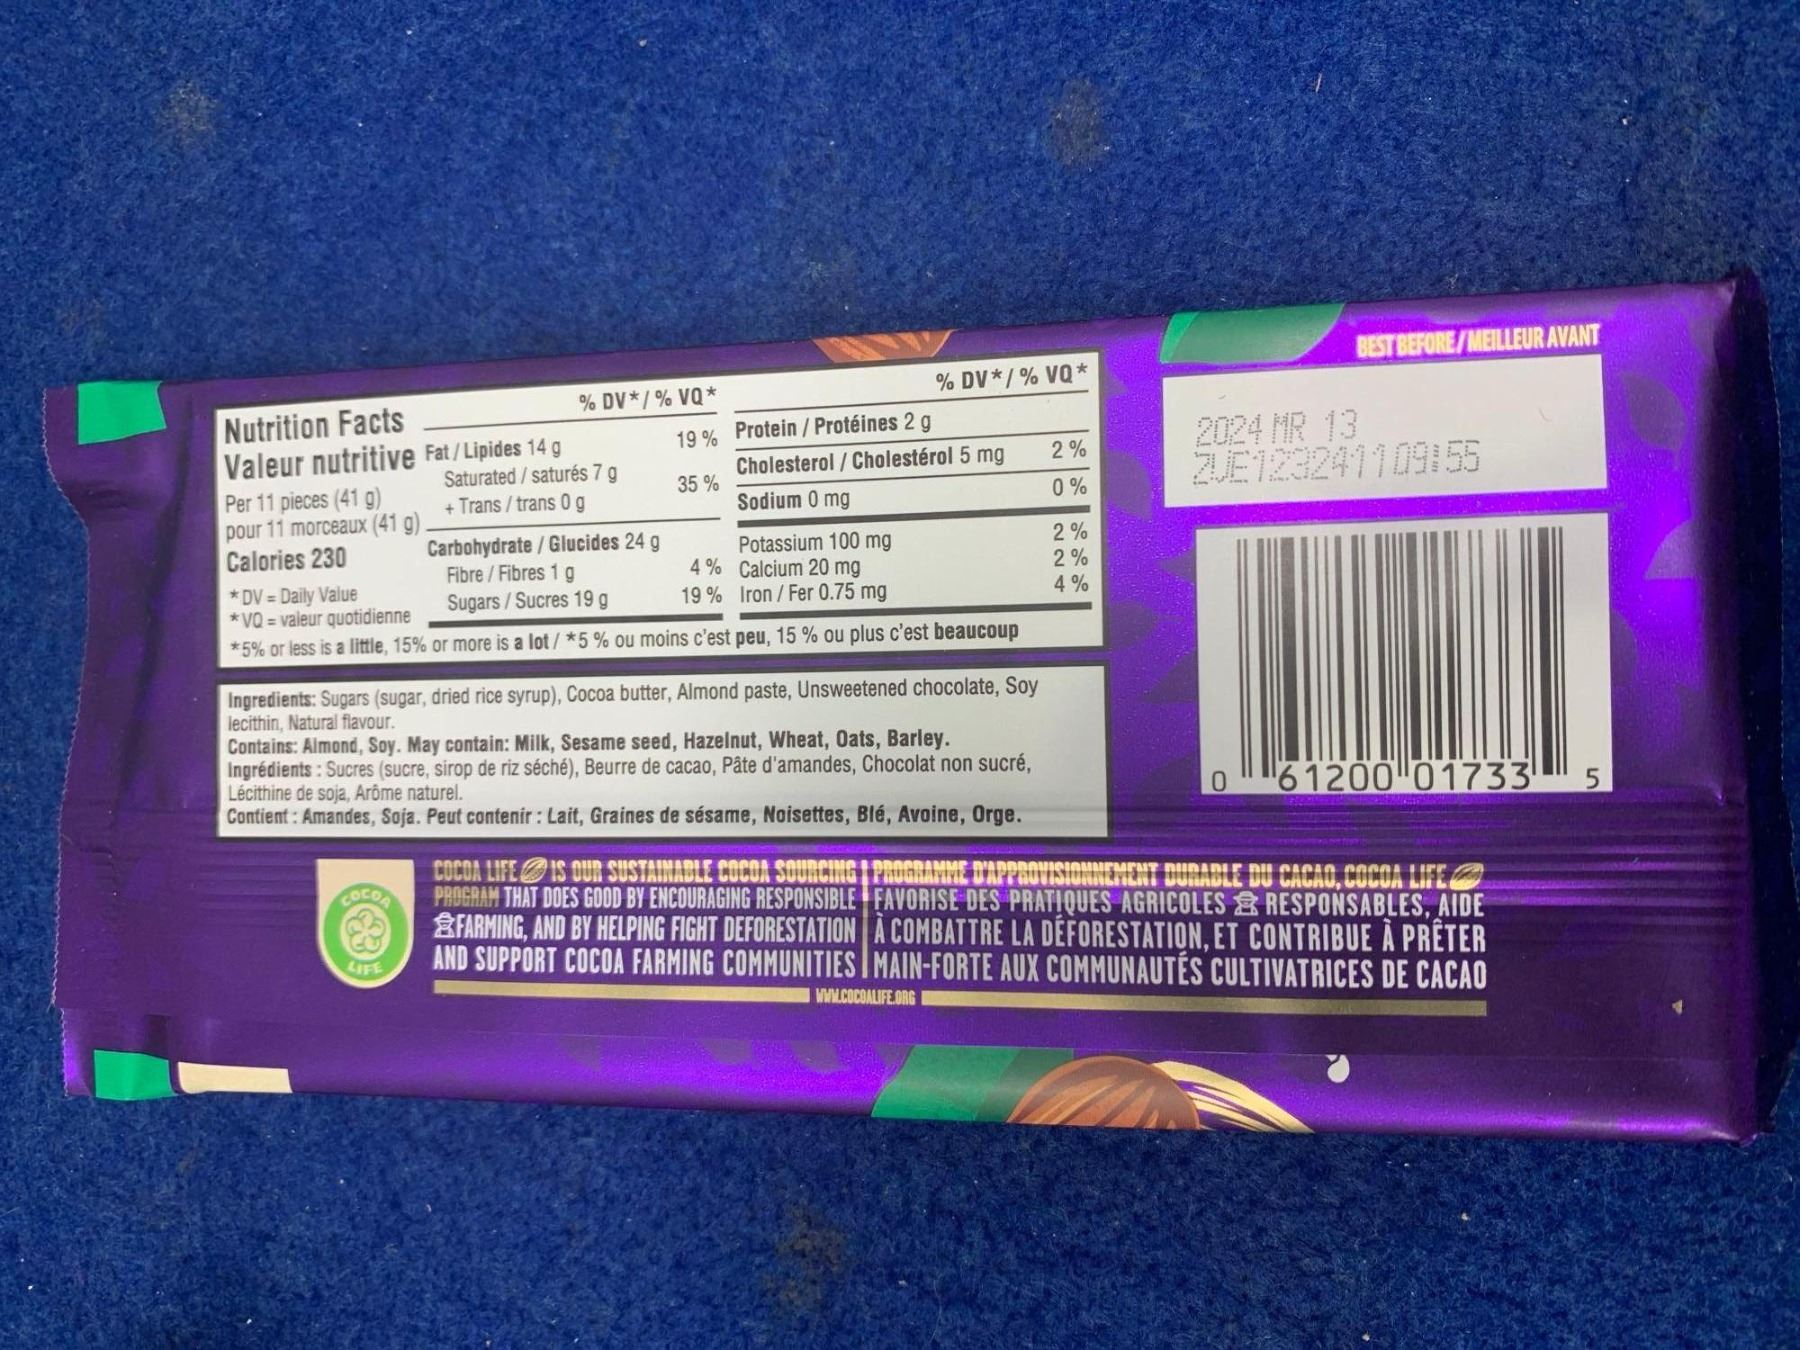 BEST BEFORE / MEILLEUR AVANT
2024 MR 13
ZUE1232411 09:55
Nutrition Facts
Valeur nutritive
Per 11 pieces (41 g)
pour 11 morceaux (41 g)
Calories 230
*DV = Daily Value
*VQ = valeur quotidienne
% DV* / % VQ*
Fat / Lipides 14 g 19 %
Saturated / saturés 7 g
+ Trans / trans 0 g 35 %
Carbohydrate / Glucides 24 g
Fibre / Fibres 1 g 4 %
Sugars / Sucres 19 g 19 %
% DV* / % VQ*
Protein / Protéines 2 g
Cholesterol / Cholestérol 5 mg 2 %
Sodium 0 mg 0 %
Potassium 100 mg 2 %
Calcium 20 mg 2 %
Iron / Fer 0.75 mg 4 %
*5% or less is a little, 15% or more is a lot / *5 % ou moins c'est peu, 15 % ou plus c'est beaucoup
Ingredients: Sugars (sugar, dried rice syrup), Cocoa butter, Almond paste, Unsweetened chocolate, Soy
lecithin, Natural flavour.
Contains: Almond, Soy. May contain: Milk, Sesame seed, Hazelnut, Wheat, Oats, Barley.
Ingrédients : Sucres (sucre, sirop de riz séché), Beurre de cacao, Pâte d'amandes, Chocolat non sucré,
Lécithine de soja, Arôme naturel.
Contient : Amandes, Soja. Peut contenir : Lait, Graines de sésame, Noisettes, Blé, Avoine, Orge.
0 61200 01733 5
COCOA
LIFE
COCOA LIFE IS OUR SUSTAINABLE COCOA SOURCING
PROGRAM THAT DOES GOOD BY ENCOURAGING RESPONSIBLE
FARMING, AND BY HELPING FIGHT DEFORESTATION
AND SUPPORT COCOA FARMING COMMUNITIES
PROGRAMME D'APPROVISIONNEMENT DURABLE DU CACAO, COCOA LIFE
FAVORISE DES PRATIQUES AGRICOLES RESPONSABLES, AIDE
À COMBATTRE LA DÉFORESTATION, ET CONTRIBUE À PRÊTER
MAIN-FORTE AUX COMMUNAUTÉS CULTIVATRICES DE CACAO
WWW.COCOALIFE.ORG